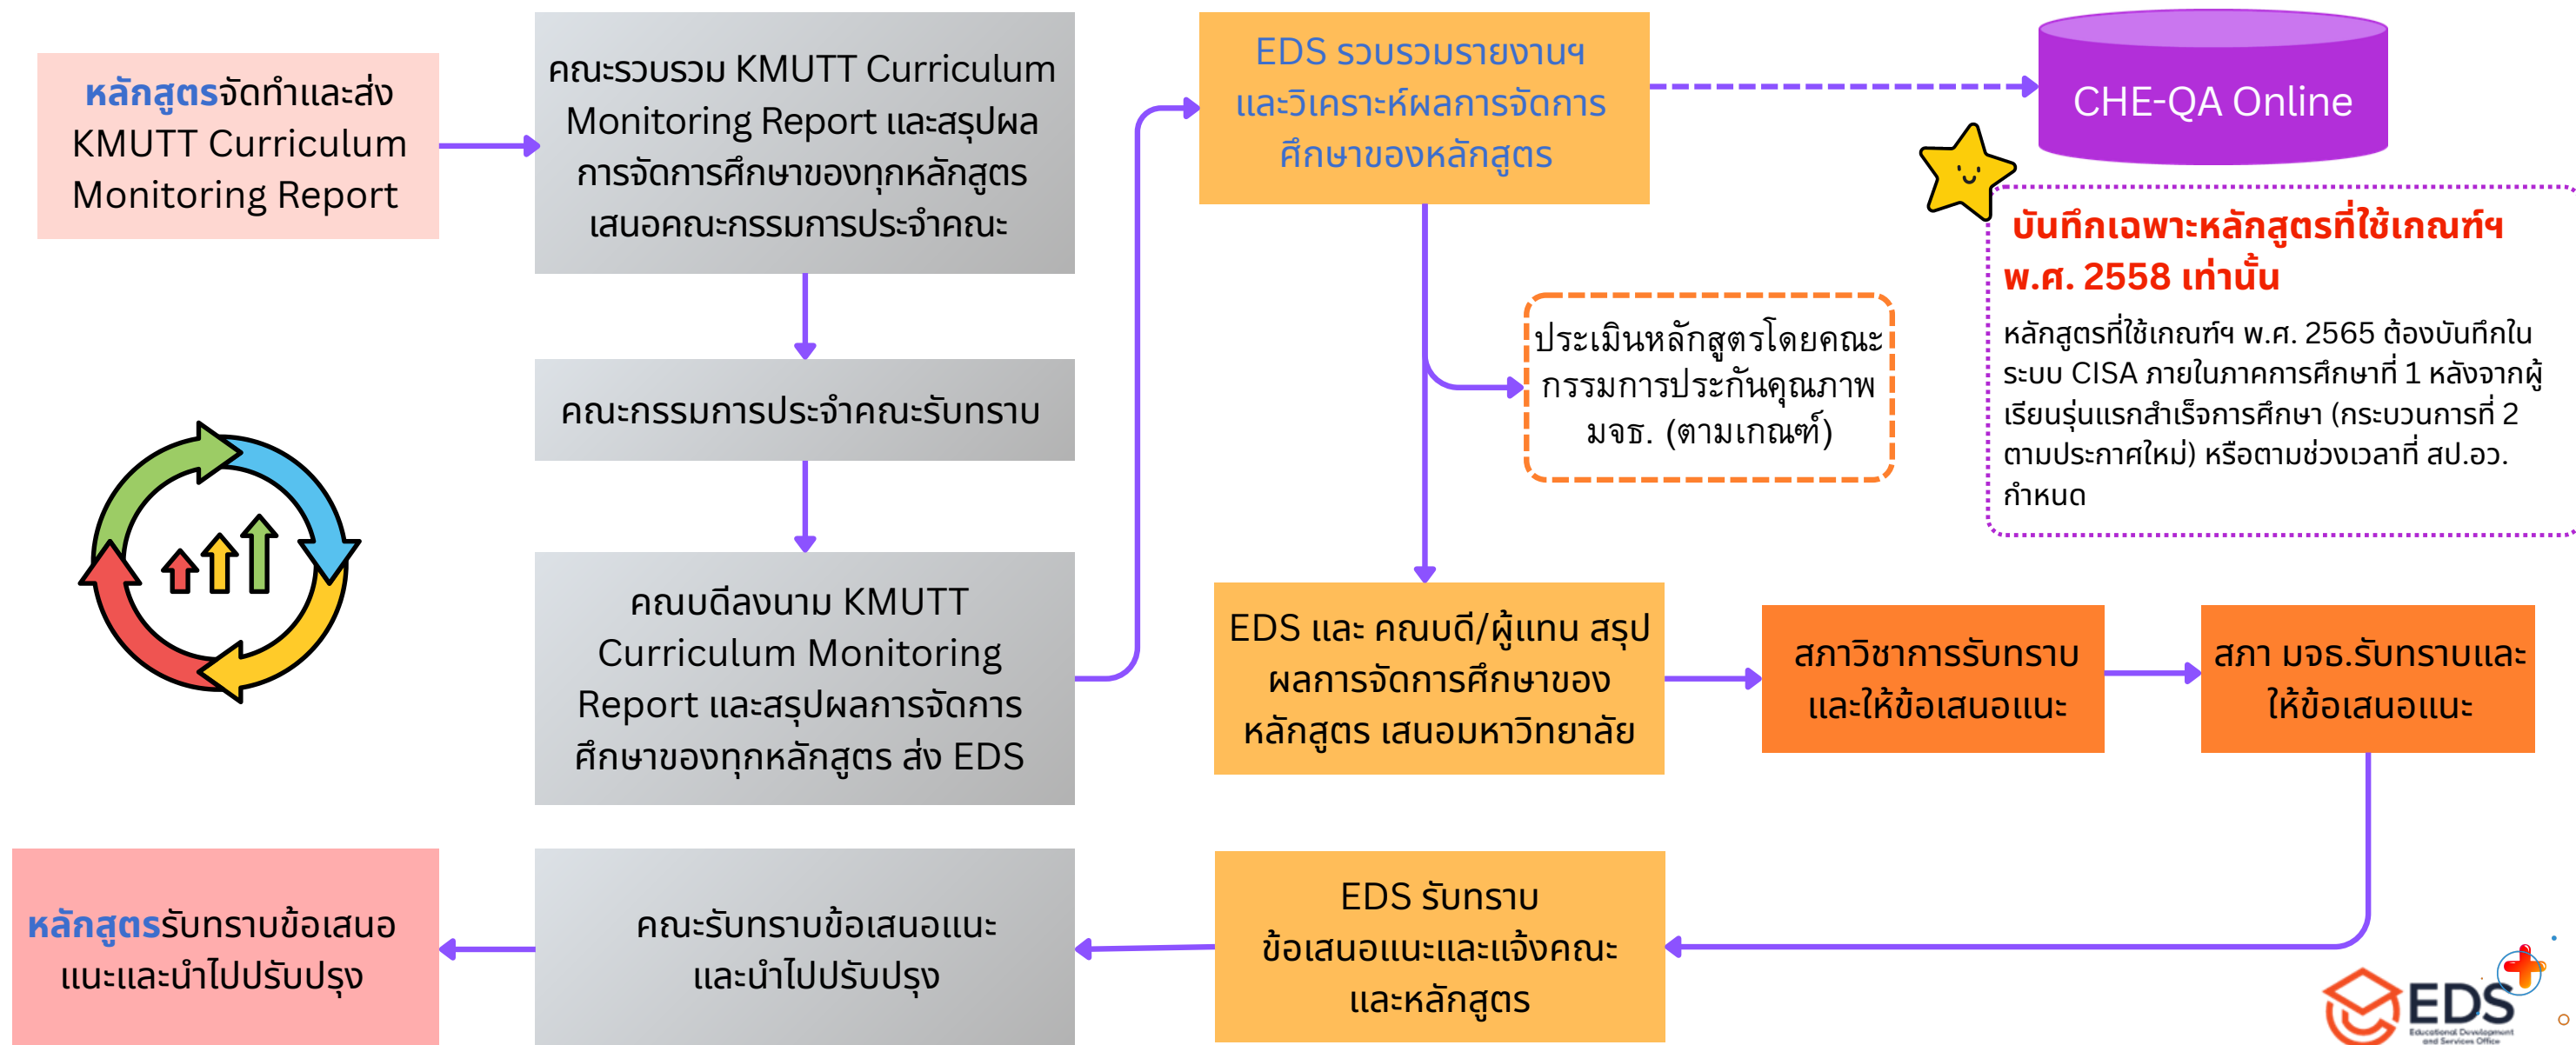 หลักสูตรจัดทำและส่ง
KMUTT Curriculum
Monitoring Report
คณะรวบรวม KMUTT Curriculum
Monitoring Report และสรุปผล
การจัดการศึกษาของทุกหลักสูตร
เสนอคณะกรรมการประจำคณะ
คณะกรรมการประจำคณะรับทราบ
คณบดีลงนาม KMUTT
Curriculum Monitoring
Report และสรุปผลการจัดการ
ศึกษาของทุกหลักสูตร ส่ง EDS
EDS รวบรวมรายงานฯ
และวิเคราะห์ผลการจัดการ
ศึกษาของหลักสูตร
CHE-QA Online
บันทึกเฉพาะหลักสูตรที่ใช้เกณฑ์ฯ
พ.ศ. 2558 เท่านั้น
หลักสูตรที่ใช้เกณฑ์ฯ พ.ศ. 2565 ต้องบันทึกใน
ระบบ CISA ภายในภาคการศึกษาที่ 1 หลังจากผู้
เรียนรุ่นแรกสำเร็จการศึกษา (กระบวนการที่ 2
ตามประกาศใหม่) หรือตามช่วงเวลาที่ สป.อว.
กำหนด
ประเมินหลักสูตรโดยคณะ
กรรมการประกันคุณภาพ
มจธ. (ตามเกณฑ์)
EDS และ คณบดี/ผู้แทน สรุป
ผลการจัดการศึกษาของ
หลักสูตร เสนอมหาวิทยาลัย
สภาวิชาการรับทราบ
และให้ข้อเสนอแนะ
สภา มจธ.รับทราบและ
ให้ข้อเสนอแนะ
EDS รับทราบ
ข้อเสนอแนะและแจ้งคณะ
และหลักสูตร
คณะรับทราบข้อเสนอแนะ
และนำไปปรับปรุง
หลักสูตรรับทราบข้อเสนอ
แนะและนำไปปรับปรุง
EDS
Educational Development
and Services Office